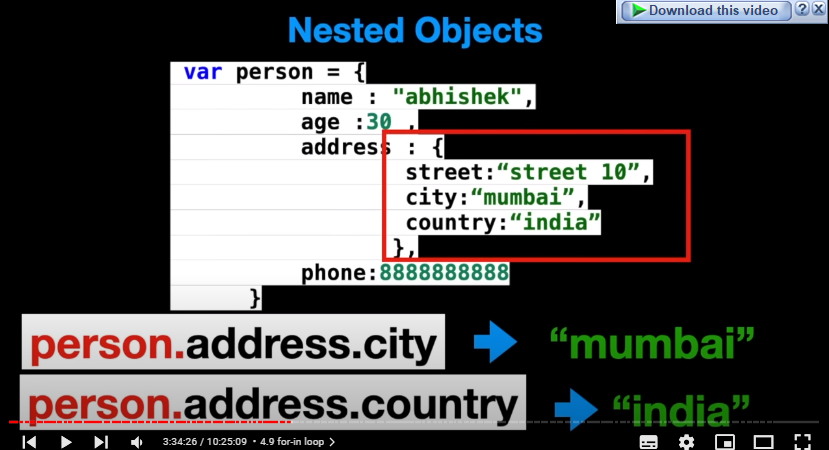 Download this video
Nested Objects
var person = {
name : "abhishek",
age :30 ,
address : {
street:“street 10”,
city:“mumbai”,
country:“india”
},
phone:8888888888
}
person.address.city “mumbai”
person.address.country “india”
3:34:26 / 10:25:09 • 4.9 for-in loop >